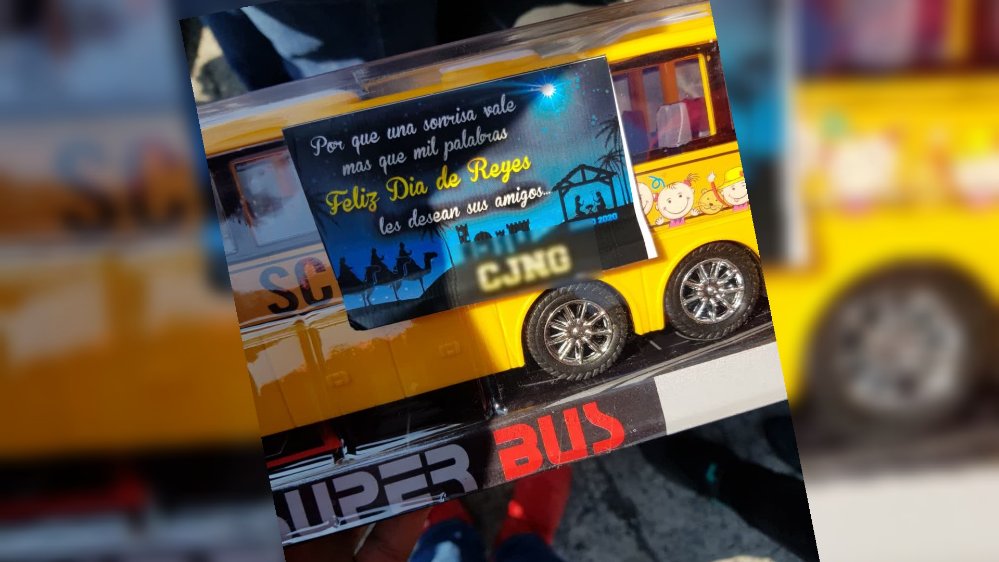 Por que una sonrisa vale
mas que mil palabras
Feliz Dia de Reyes
les desean sus amigos...
2020
CJNG
SC
SUPER BUS